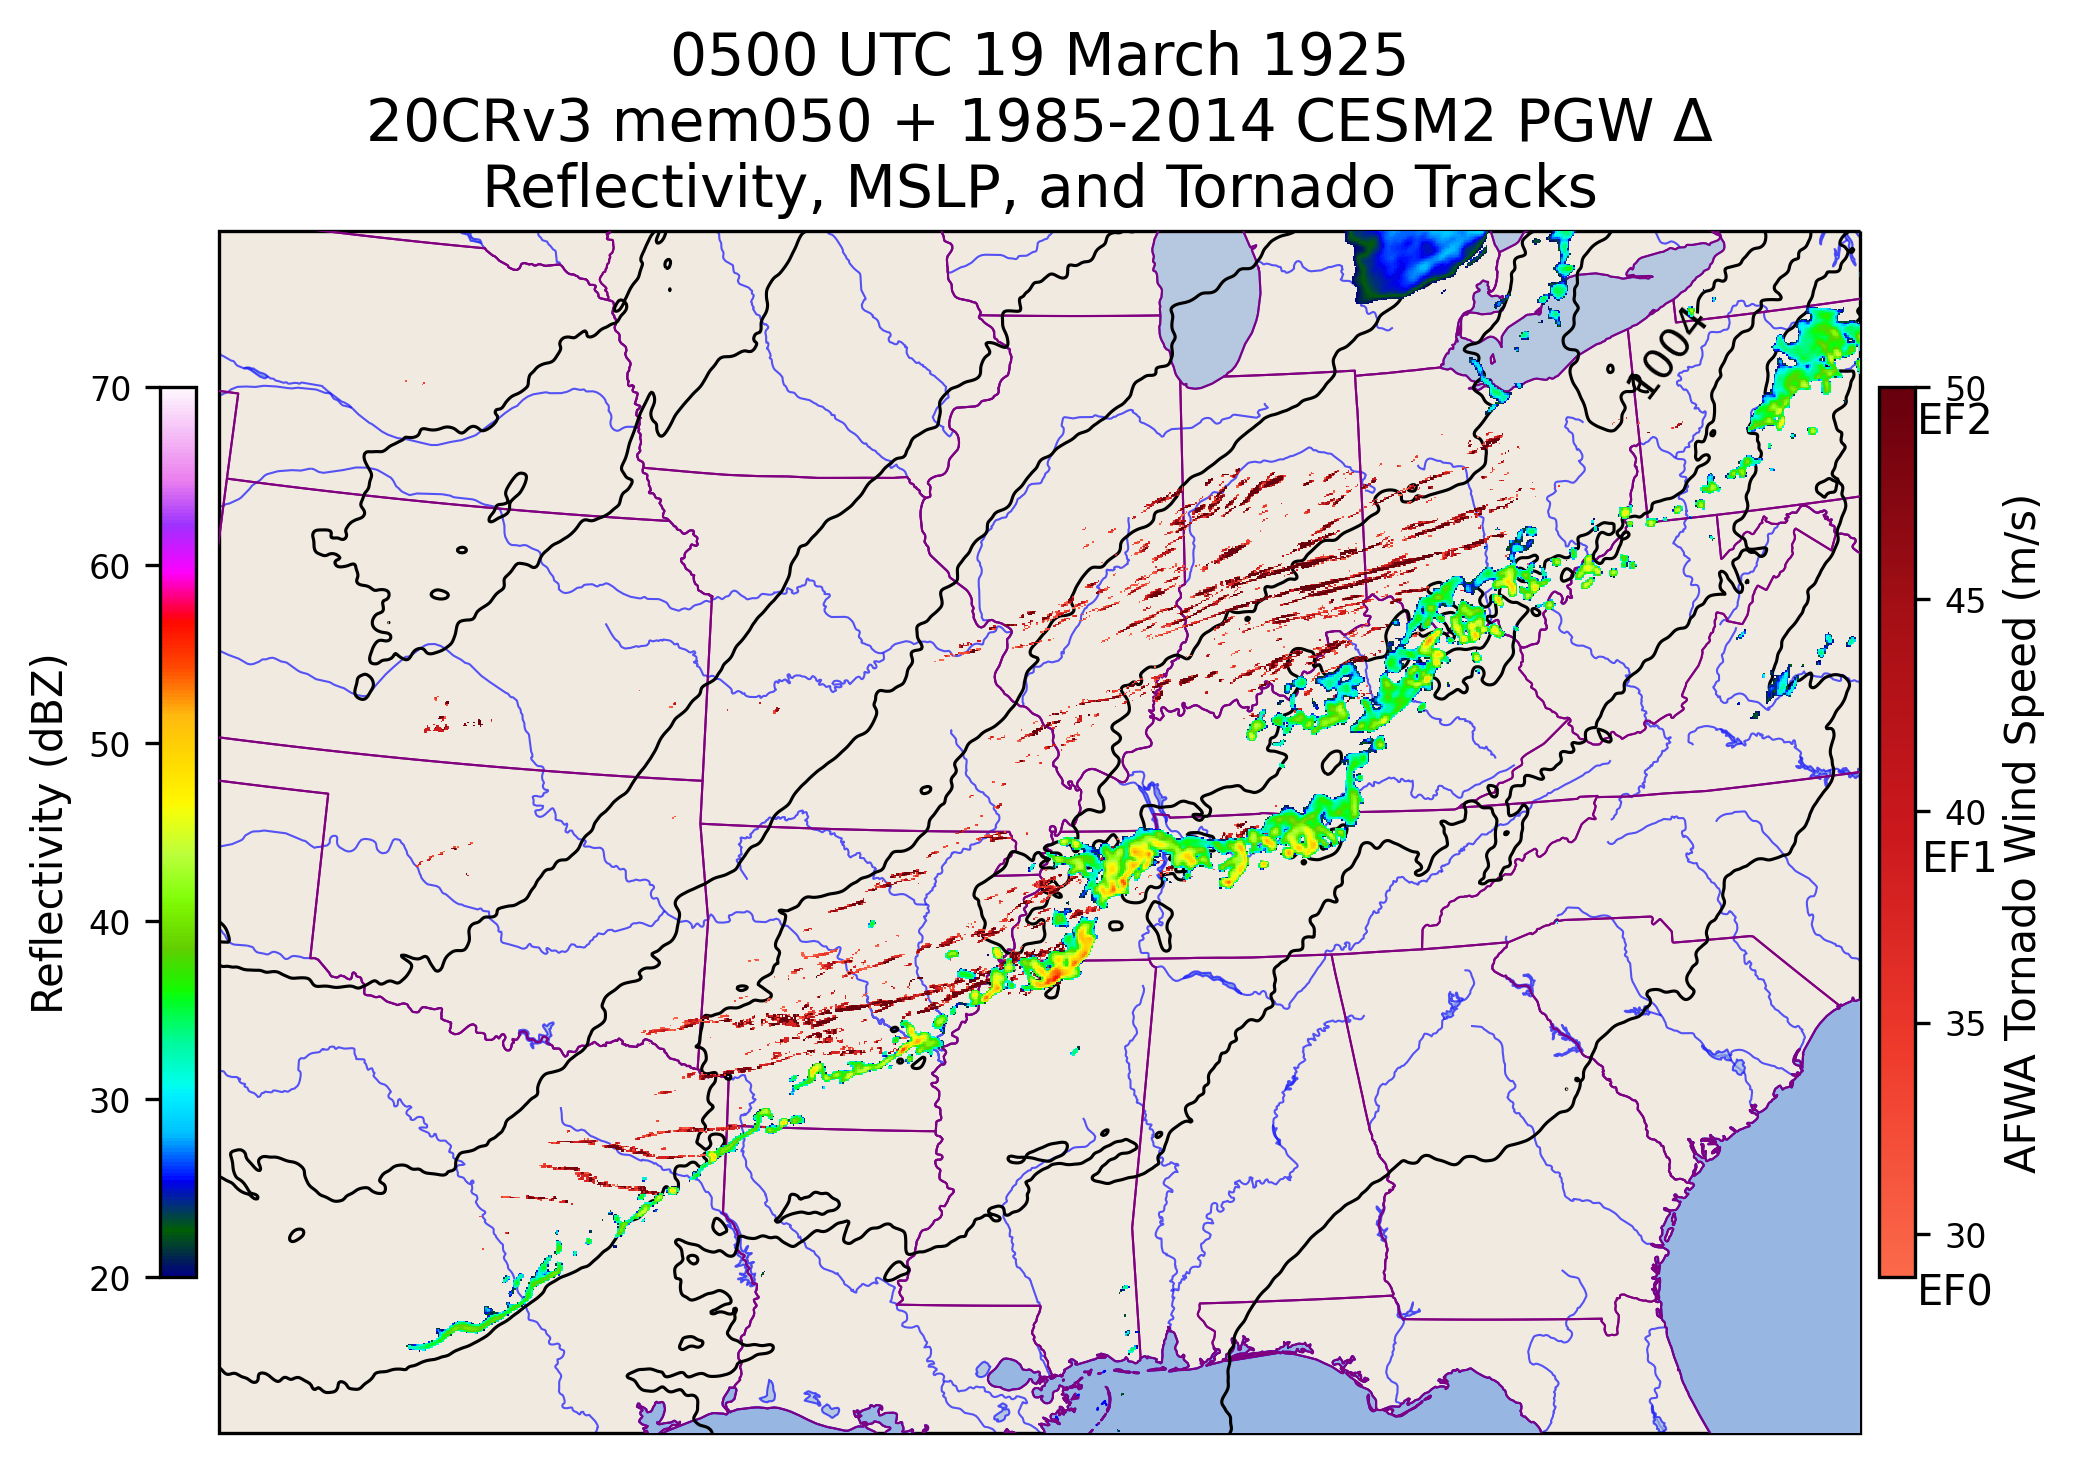 0500 UTC 19 March 1925
20CRv3 mem050 + 1985-2014 CESM2 PGW Δ
Reflectivity, MSLP, and Tornado Tracks
1004
70
60
50
40
30
20
Reflectivity (dBZ)
50
EF2
45
40
EF1
35
30
EF0
AFWA Tornado Wind Speed (m/s)